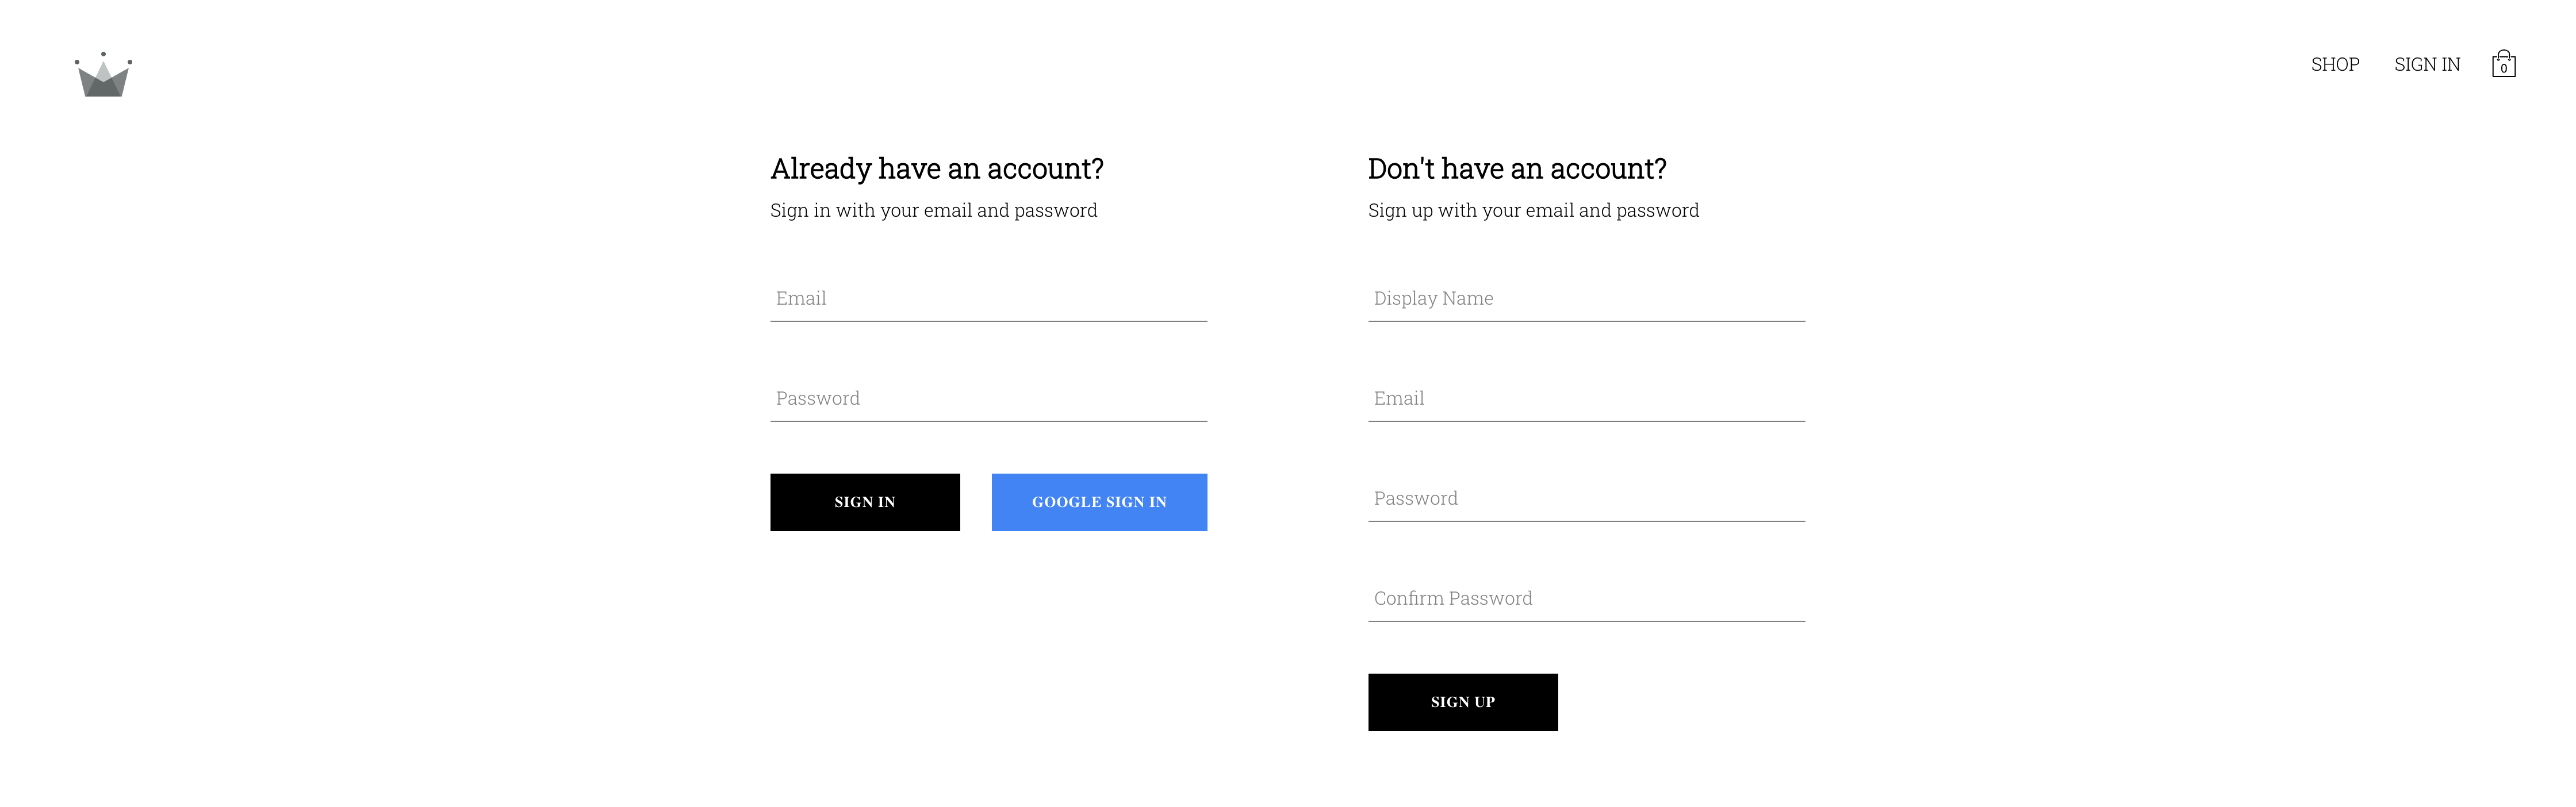 SHOP SIGN IN 0
Already have an account?
Sign in with your email and password
Email
Password
SIGN IN GOOGLE SIGN IN
Don't have an account?
Sign up with your email and password
Display Name
Email
Password
Confirm Password
SIGN UP